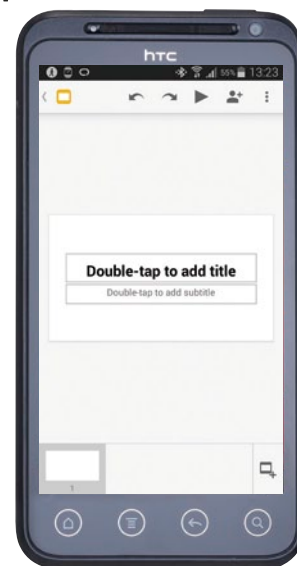 hTC
55% 13:23
Double-tap to add title
Double-tap to add subtitle
1